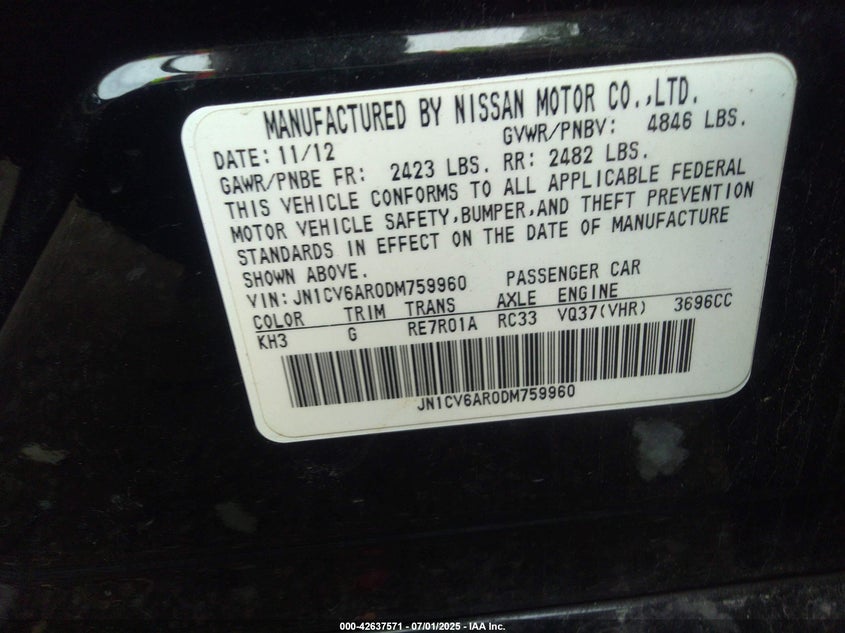 MANUFACTURED BY NISSAN MOTOR CO.,LTD.
DATE: 11/12 GVWR/PNBV: 4846 LBS.
GAWR/PNBE FR: 2423 LBS. RR: 2482 LBS.
THIS VEHICLE CONFORMS TO ALL APPLICABLE FEDERAL
MOTOR VEHICLE SAFETY,BUMPER,AND THEFT PREVENTION
STANDARDS IN EFFECT ON THE DATE OF MANUFACTURE
SHOWN ABOVE.
VIN: JN1CV6AR0DM759960 PASSENGER CAR
COLOR TRIM TRANS AXLE ENGINE
KH3 G RE7R01A RC33 VQ37(VHR) 3696CC
JN1CV6AR0DM759960
000-42637571 - 07/01/2025 - IAA Inc.